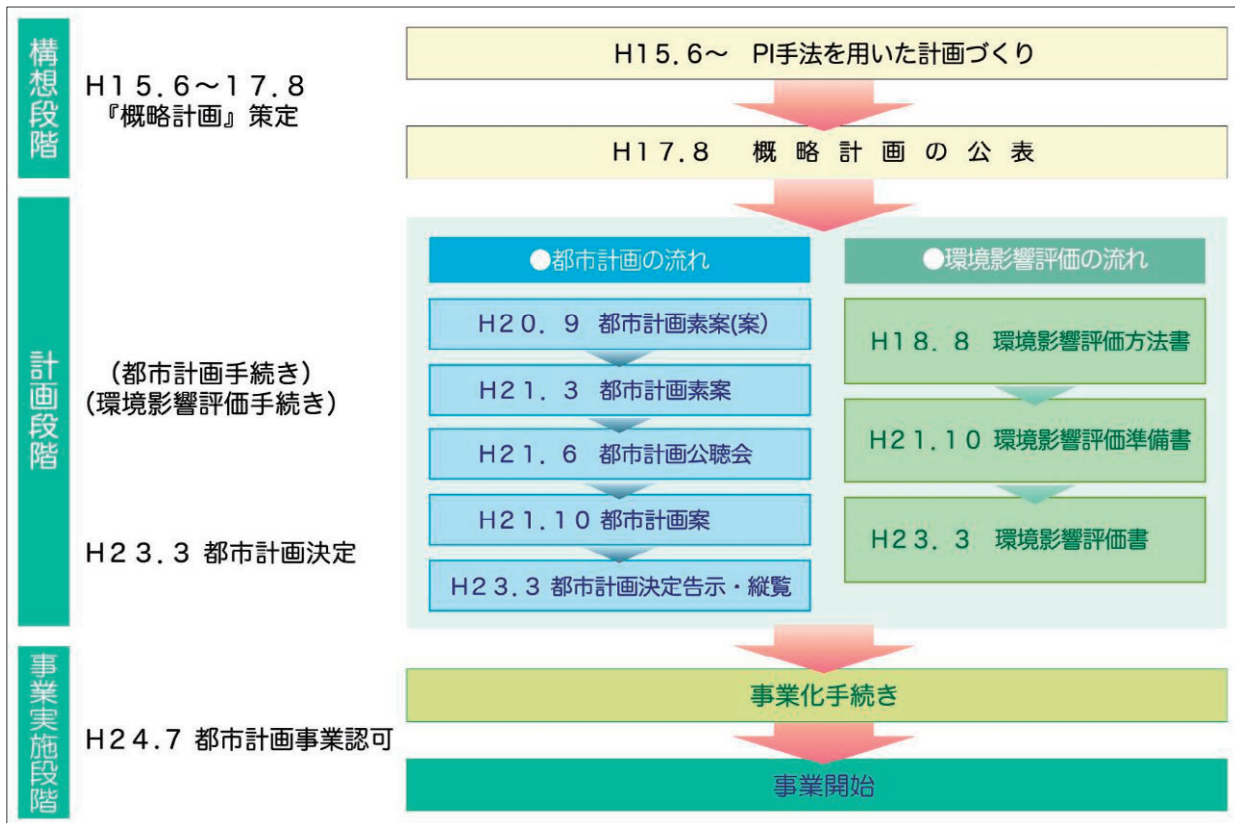 構想段階
H15.6～17.8
『概略計画』策定
H15.6～　PI手法を用いた計画づくり
H17.8　概略計画の公表
計画段階
（都市計画手続き）
（環境影響評価手続き）
H23.3 都市計画決定
●都市計画の流れ
H20.9 都市計画素案(案)
H21.3 都市計画素案
H21.6 都市計画公聴会
H21.10 都市計画案
H23.3 都市計画決定告示・縦覧
●環境影響評価の流れ
H18.8 環境影響評価方法書
H21.10 環境影響評価準備書
H23.3 環境影響評価書
事業実施段階
H24.7 都市計画事業認可
事業化手続き
事業開始